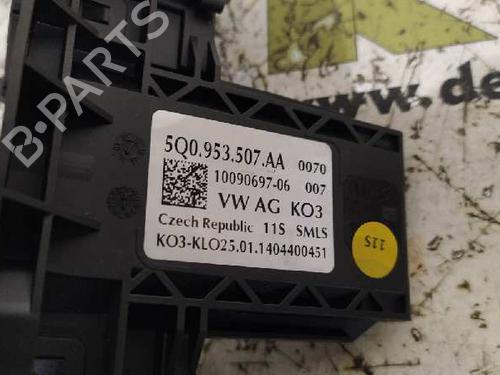 B-PARTS
www.de
5Q0.953.507.AA 0070
10090697-06 007
VW AG KO3
Czech Republic 11S SMLS
KO3-KLO25.01.1404400451
11S